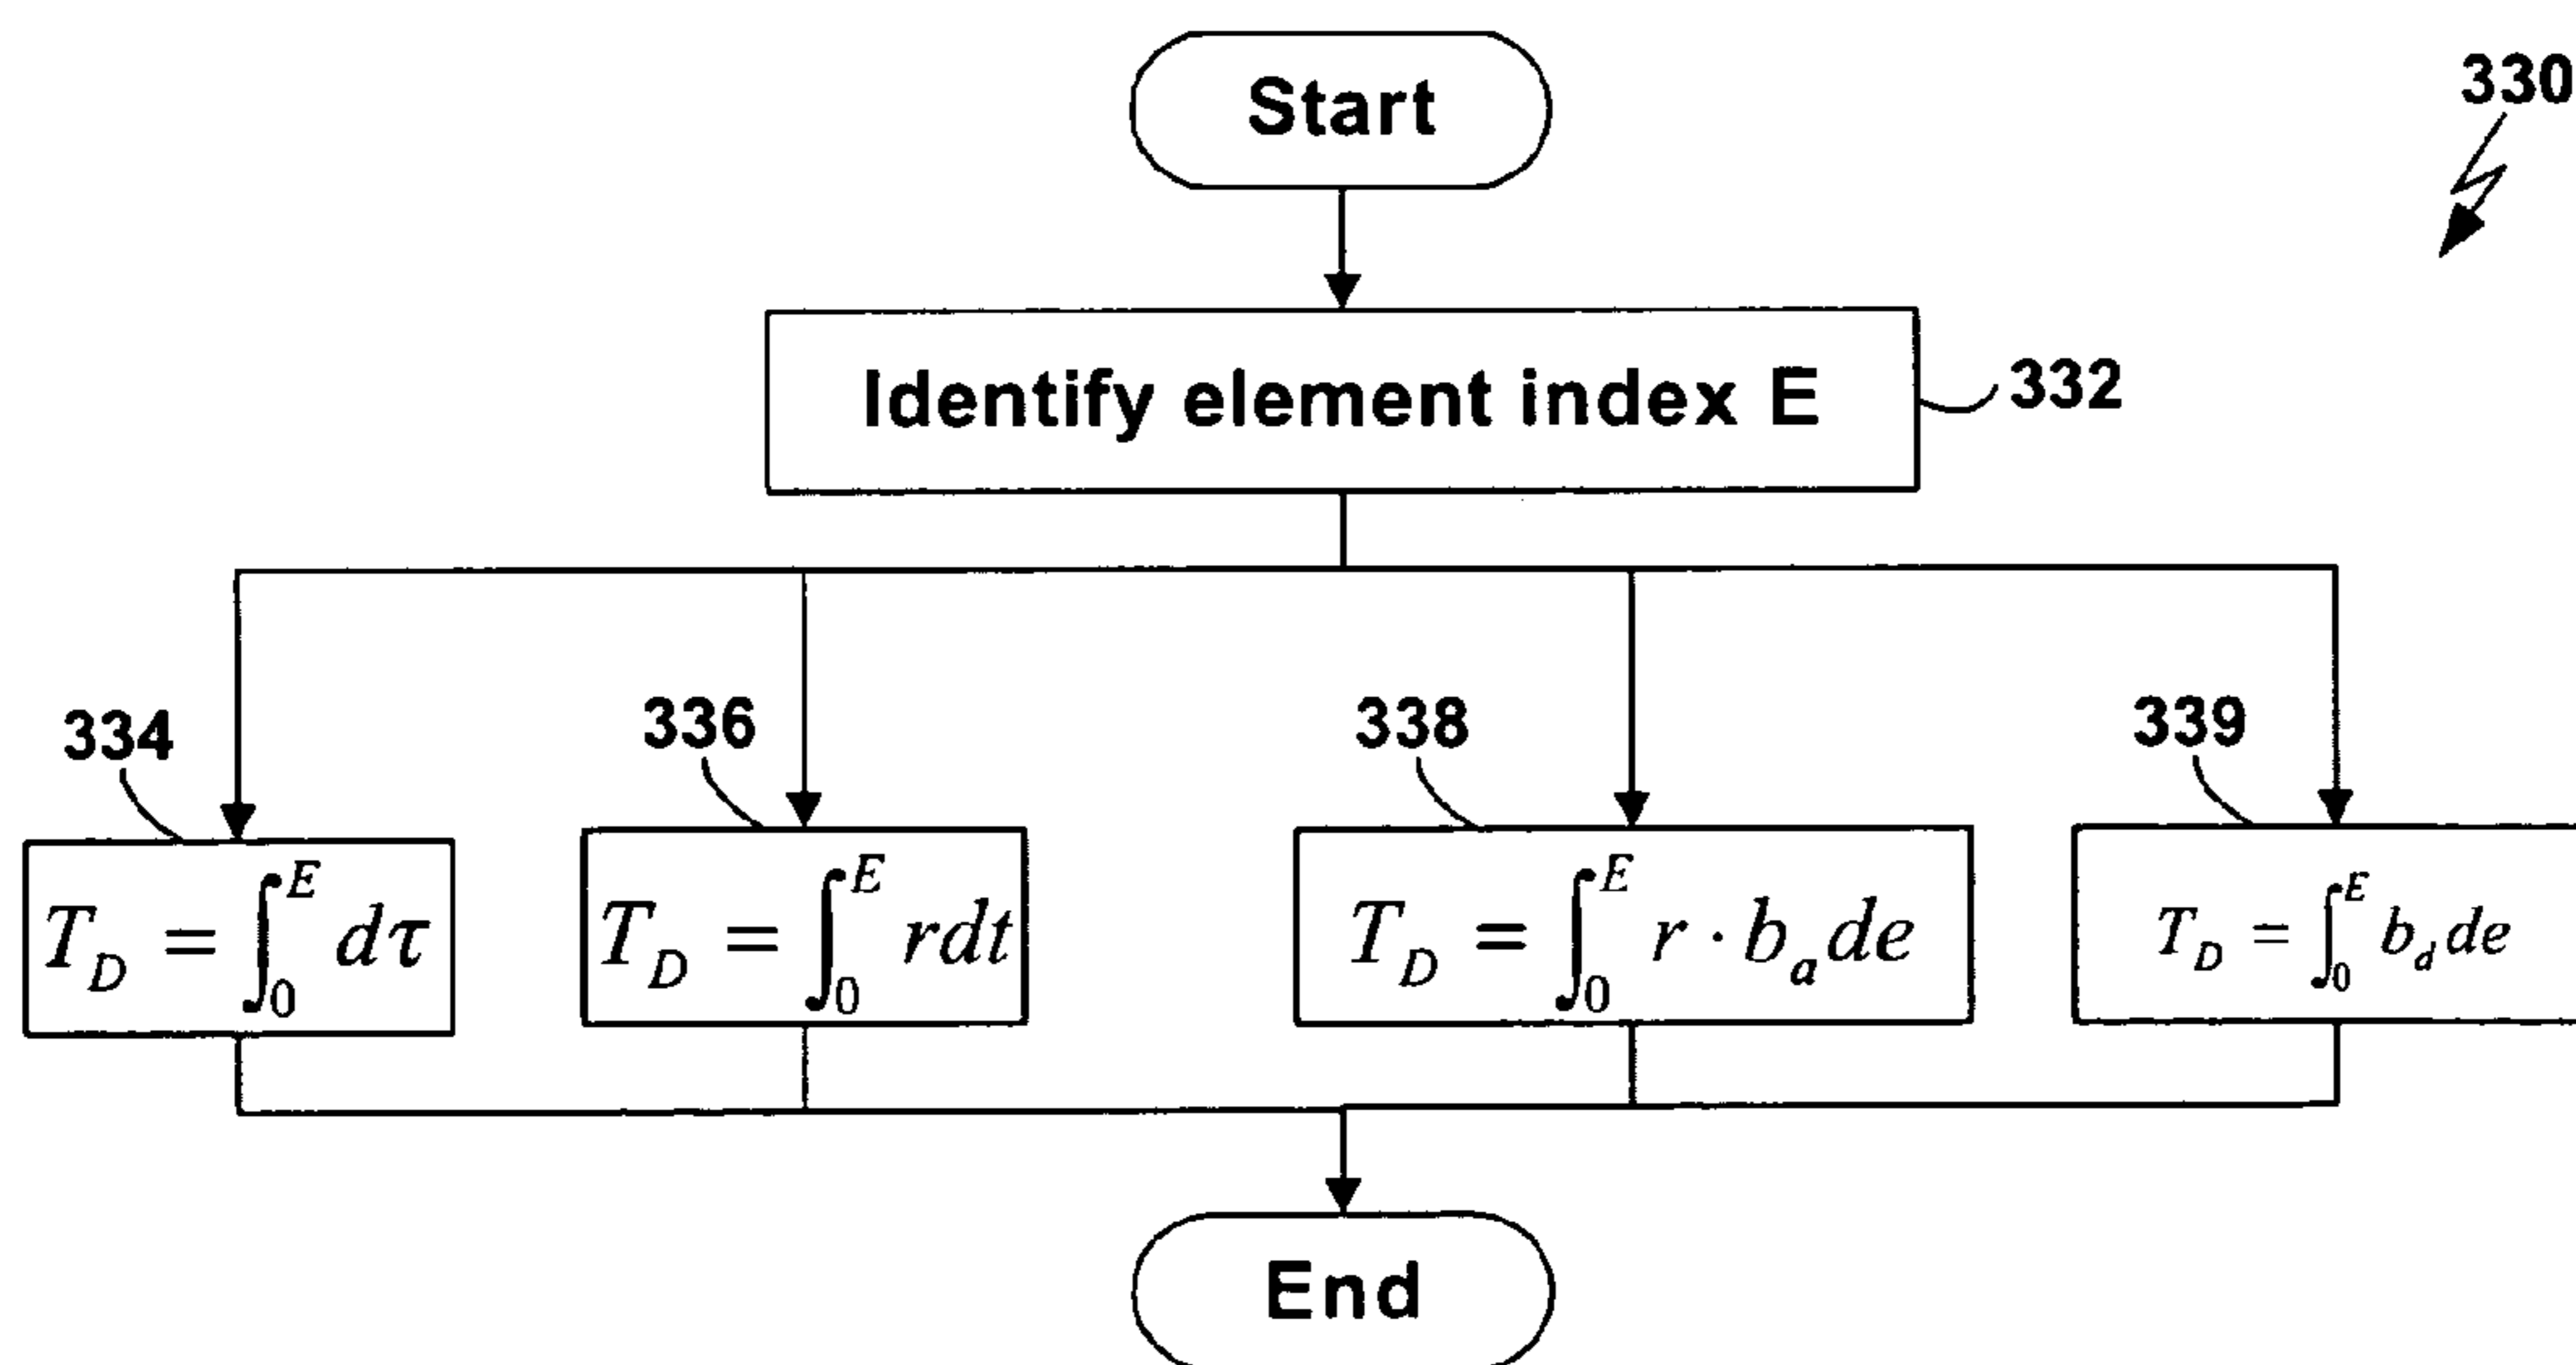 Start
330
Identify element index E
332
334
336
338
339
T_D = ∫_0^E dτ
T_D = ∫_0^E rdt
T_D = ∫_0^E r · b_a de
T_D = ∫_0^E b_d de
End